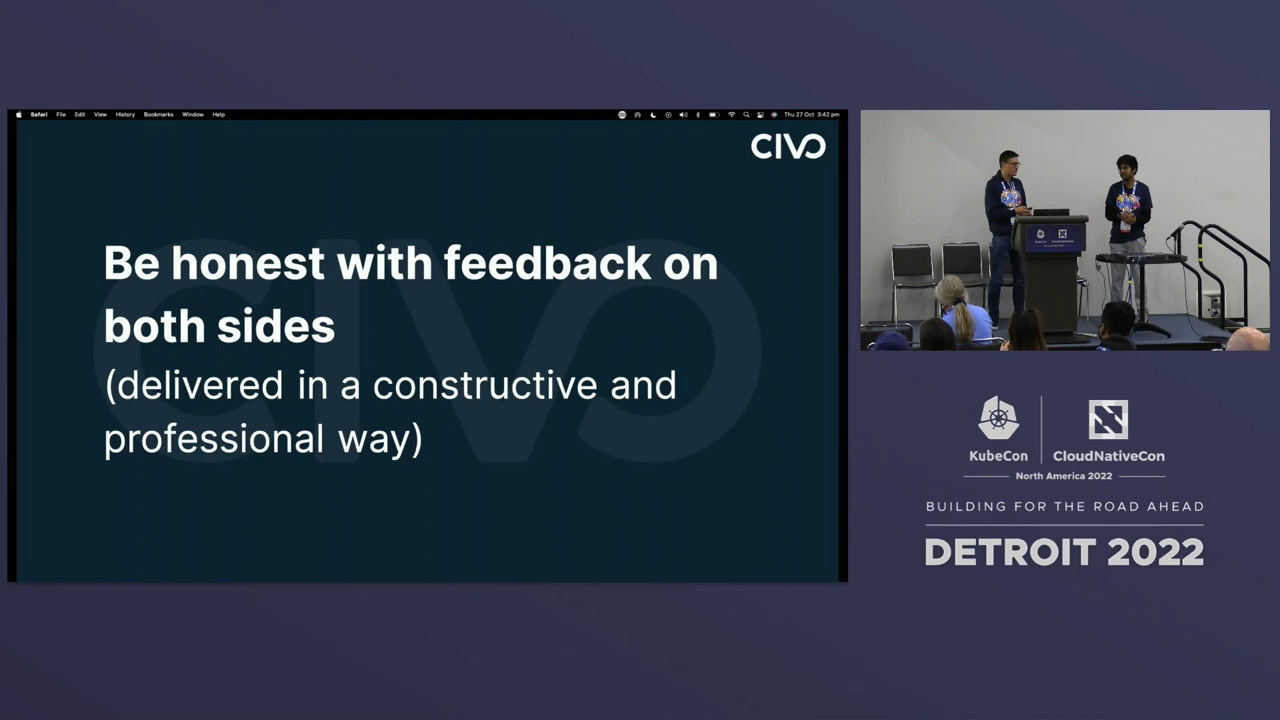 Safari File Edit View History Bookmarks Window Help Thu 27 Oct 3:42 pm
CIVO
Be honest with feedback on
both sides
(delivered in a constructive and
professional way)
KubeCon CloudNativeCon
North America 2022
BUILDING FOR THE ROAD AHEAD
DETROIT 2022